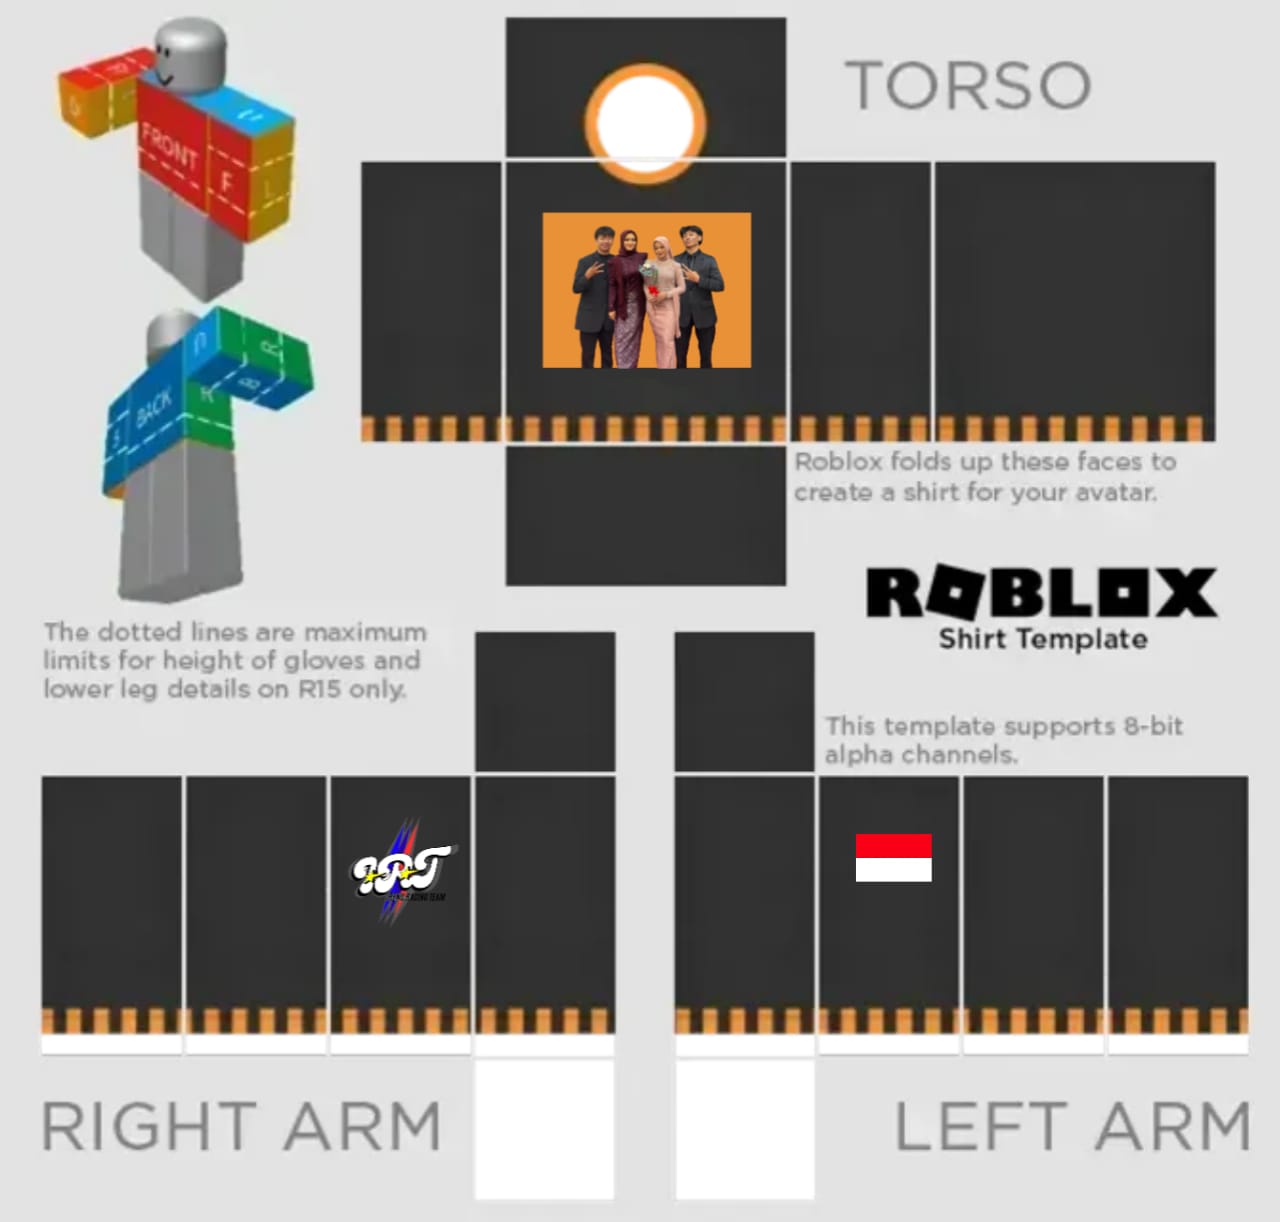 TORSO
FRONT
F
L
U
D
R
BACK
R
B
Roblox folds up these faces to
create a shirt for your avatar.
ROBLOX
Shirt Template
The dotted lines are maximum
limits for height of gloves and
lower leg details on R15 only.
This template supports 8-bit
alpha channels.
RIGHT ARM
LEFT ARM